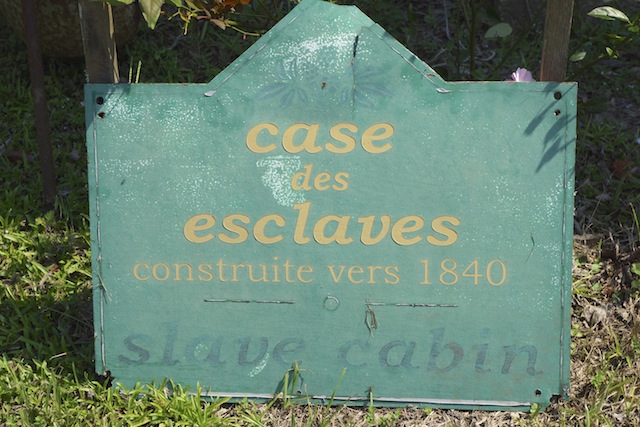 case
des
esclaves
construite vers 1840
slave cabin